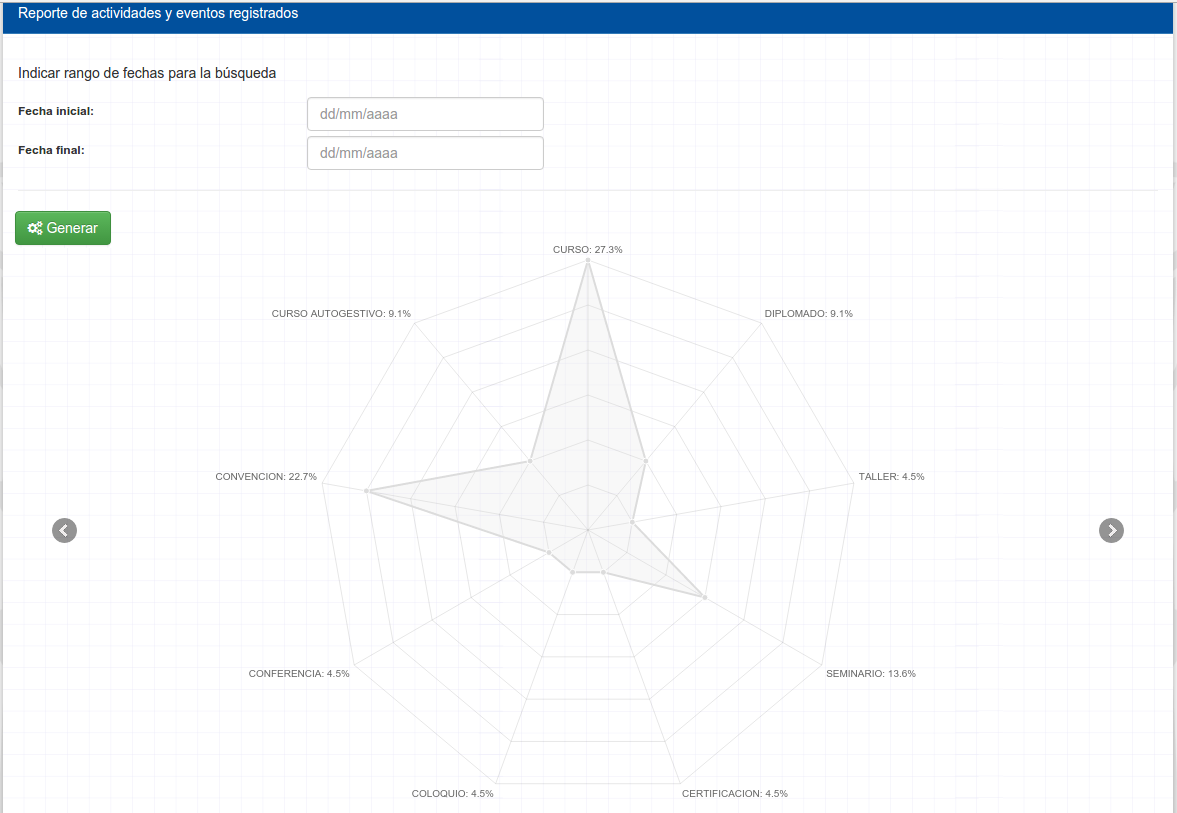 Reporte de actividades y eventos registrados
Indicar rango de fechas para la búsqueda
Fecha inicial:
dd/mm/aaaa
Fecha final:
dd/mm/aaaa
Generar
CURSO: 27.3%
CURSO AUTOGESTIVO: 9.1%
DIPLOMADO: 9.1%
CONVENCION: 22.7%
TALLER: 4.5%
CONFERENCIA: 4.5%
SEMINARIO: 13.6%
COLOQUIO: 4.5%
CERTIFICACION: 4.5%